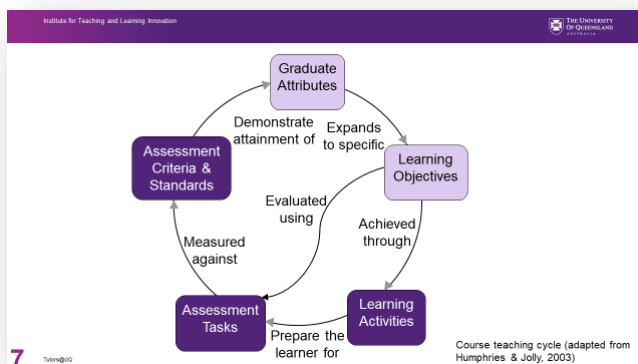 Institute for Teaching and Learning Innovation
THE UNIVERSITY
OF QUEENSLAND
AUSTRALIA
Graduate
Attributes
Demonstrate
attainment of
Expands
to specific
Assessment
Criteria &
Standards
Learning
Objectives
Evaluated
using
Achieved
through
Measured
against
Assessment
Tasks
Learning
Activities
Prepare the
learner for
Course teaching cycle (adapted from
Humphries & Jolly, 2003)
7
Tutors@UQ